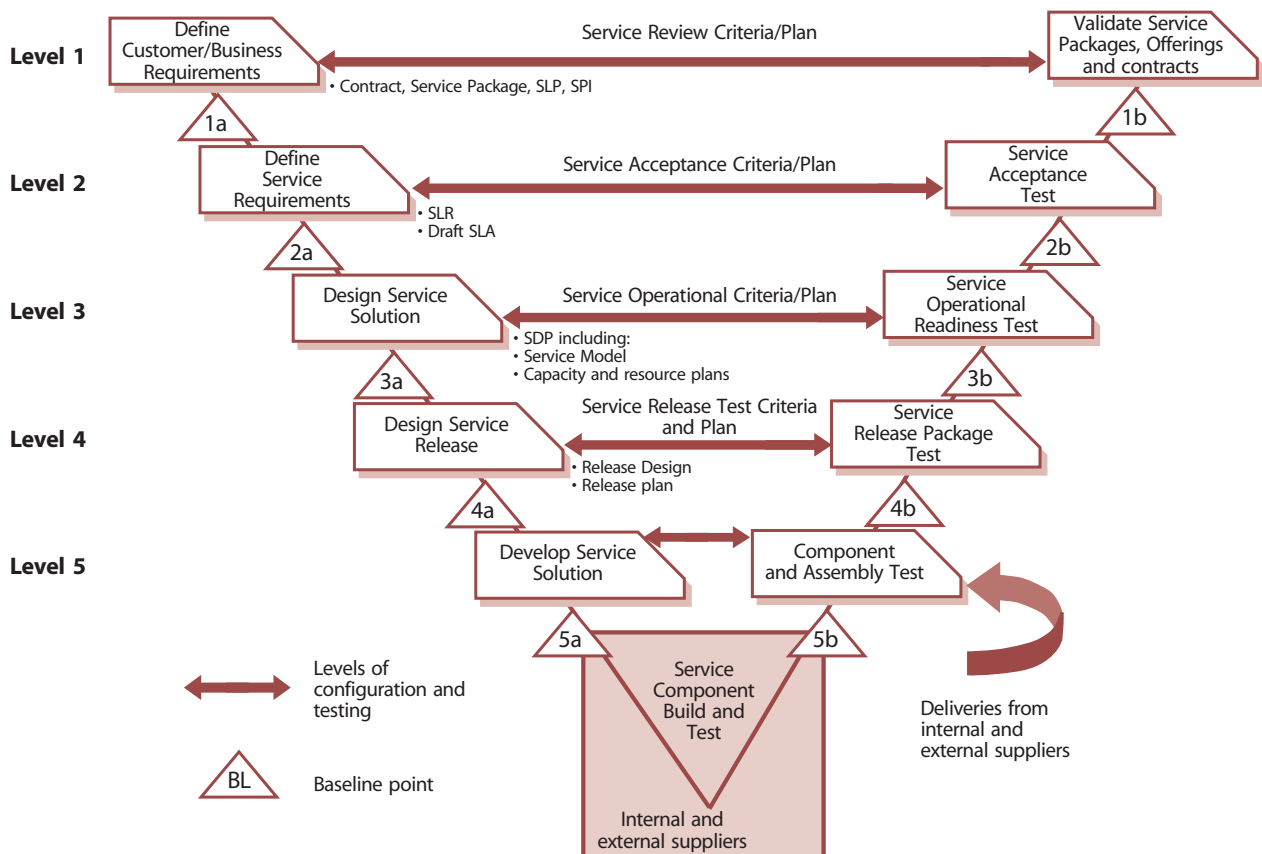 Level 1
Define
Customer/Business
Requirements
Service Review Criteria/Plan
• Contract, Service Package, SLP, SPI
Validate Service
Packages, Offerings
and contracts
1a
1b
Level 2
Define
Service
Requirements
Service Acceptance Criteria/Plan
• SLR
• Draft SLA
Service
Acceptance
Test
2a
2b
Level 3
Design Service
Solution
Service Operational Criteria/Plan
• SDP including:
• Service Model
• Capacity and resource plans
Service
Operational
Readiness Test
3a
3b
Level 4
Design Service
Release
Service Release Test Criteria
and Plan
• Release Design
• Release plan
Service
Release Package
Test
4a
4b
Level 5
Develop Service
Solution
Component
and Assembly Test
5a
5b
Service
Component
Build and
Test
Internal and
external suppliers
Deliveries from
internal and
external suppliers
Levels of
configuration and
testing
BL
Baseline point